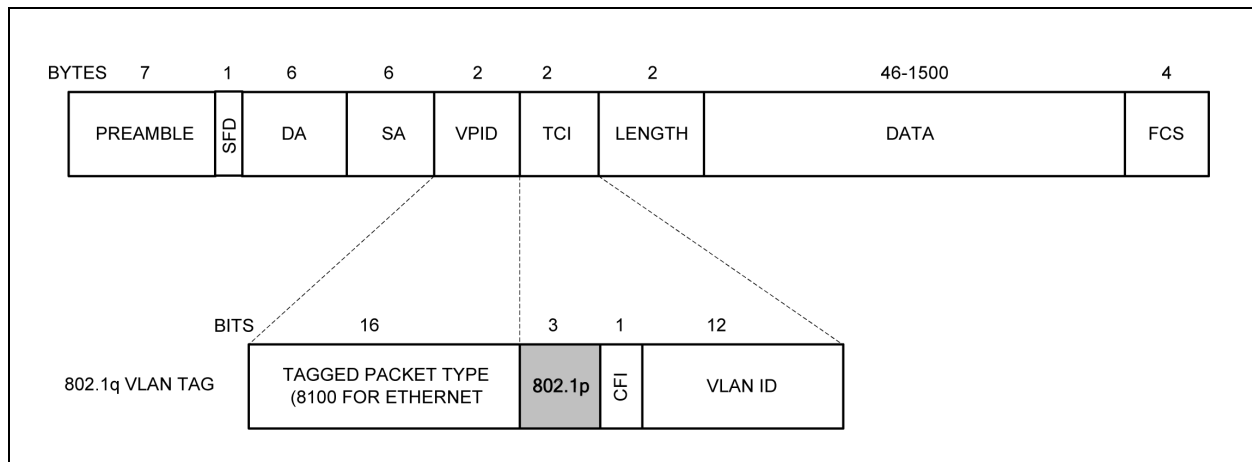 BYTES 7 1 6 6 2 2 2 46-1500 4
PREAMBLE SFD DA SA VPID TCI LENGTH DATA FCS
BITS 16 3 1 12
802.1q VLAN TAG
TAGGED PACKET TYPE
(8100 FOR ETHERNET
802.1p CFI VLAN ID